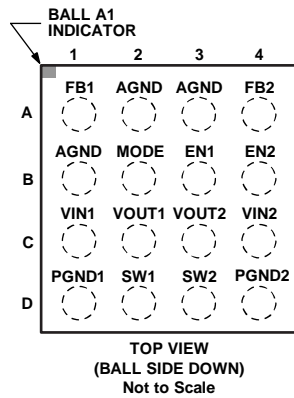 BALL A1
INDICATOR
1 2 3 4
A
FB1 AGND AGND FB2
B
AGND MODE EN1 EN2
C
VIN1 VOUT1 VOUT2 VIN2
D
PGND1 SW1 SW2 PGND2
TOP VIEW
(BALL SIDE DOWN)
Not to Scale